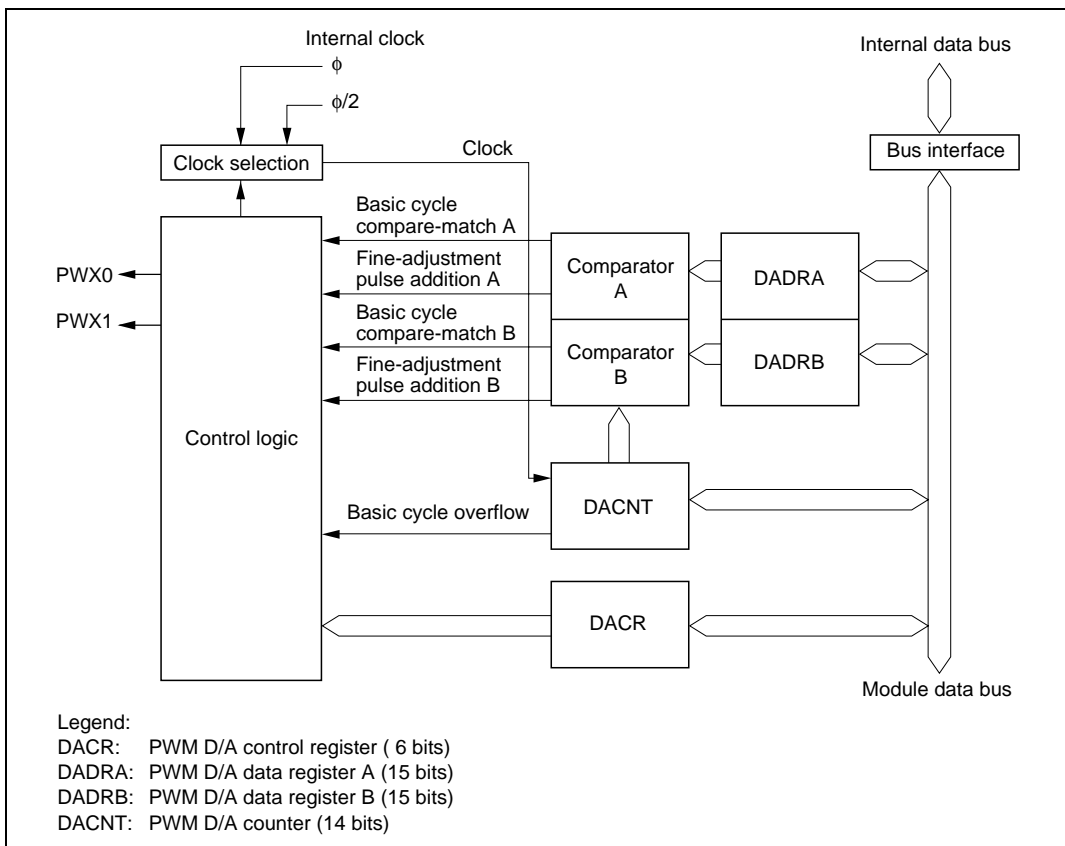 Internal clock
ϕ
ϕ/2
Internal data bus
Clock selection
Clock
Bus interface
Basic cycle
compare-match A
Fine-adjustment
pulse addition A
Basic cycle
compare-match B
Fine-adjustment
pulse addition B
Comparator
A
DADRA
Comparator
B
DADRB
PWX0
PWX1
Control logic
DACNT
Basic cycle overflow
DACR
Module data bus
Legend:
DACR: PWM D/A control register ( 6 bits)
DADRA: PWM D/A data register A (15 bits)
DADRB: PWM D/A data register B (15 bits)
DACNT: PWM D/A counter (14 bits)